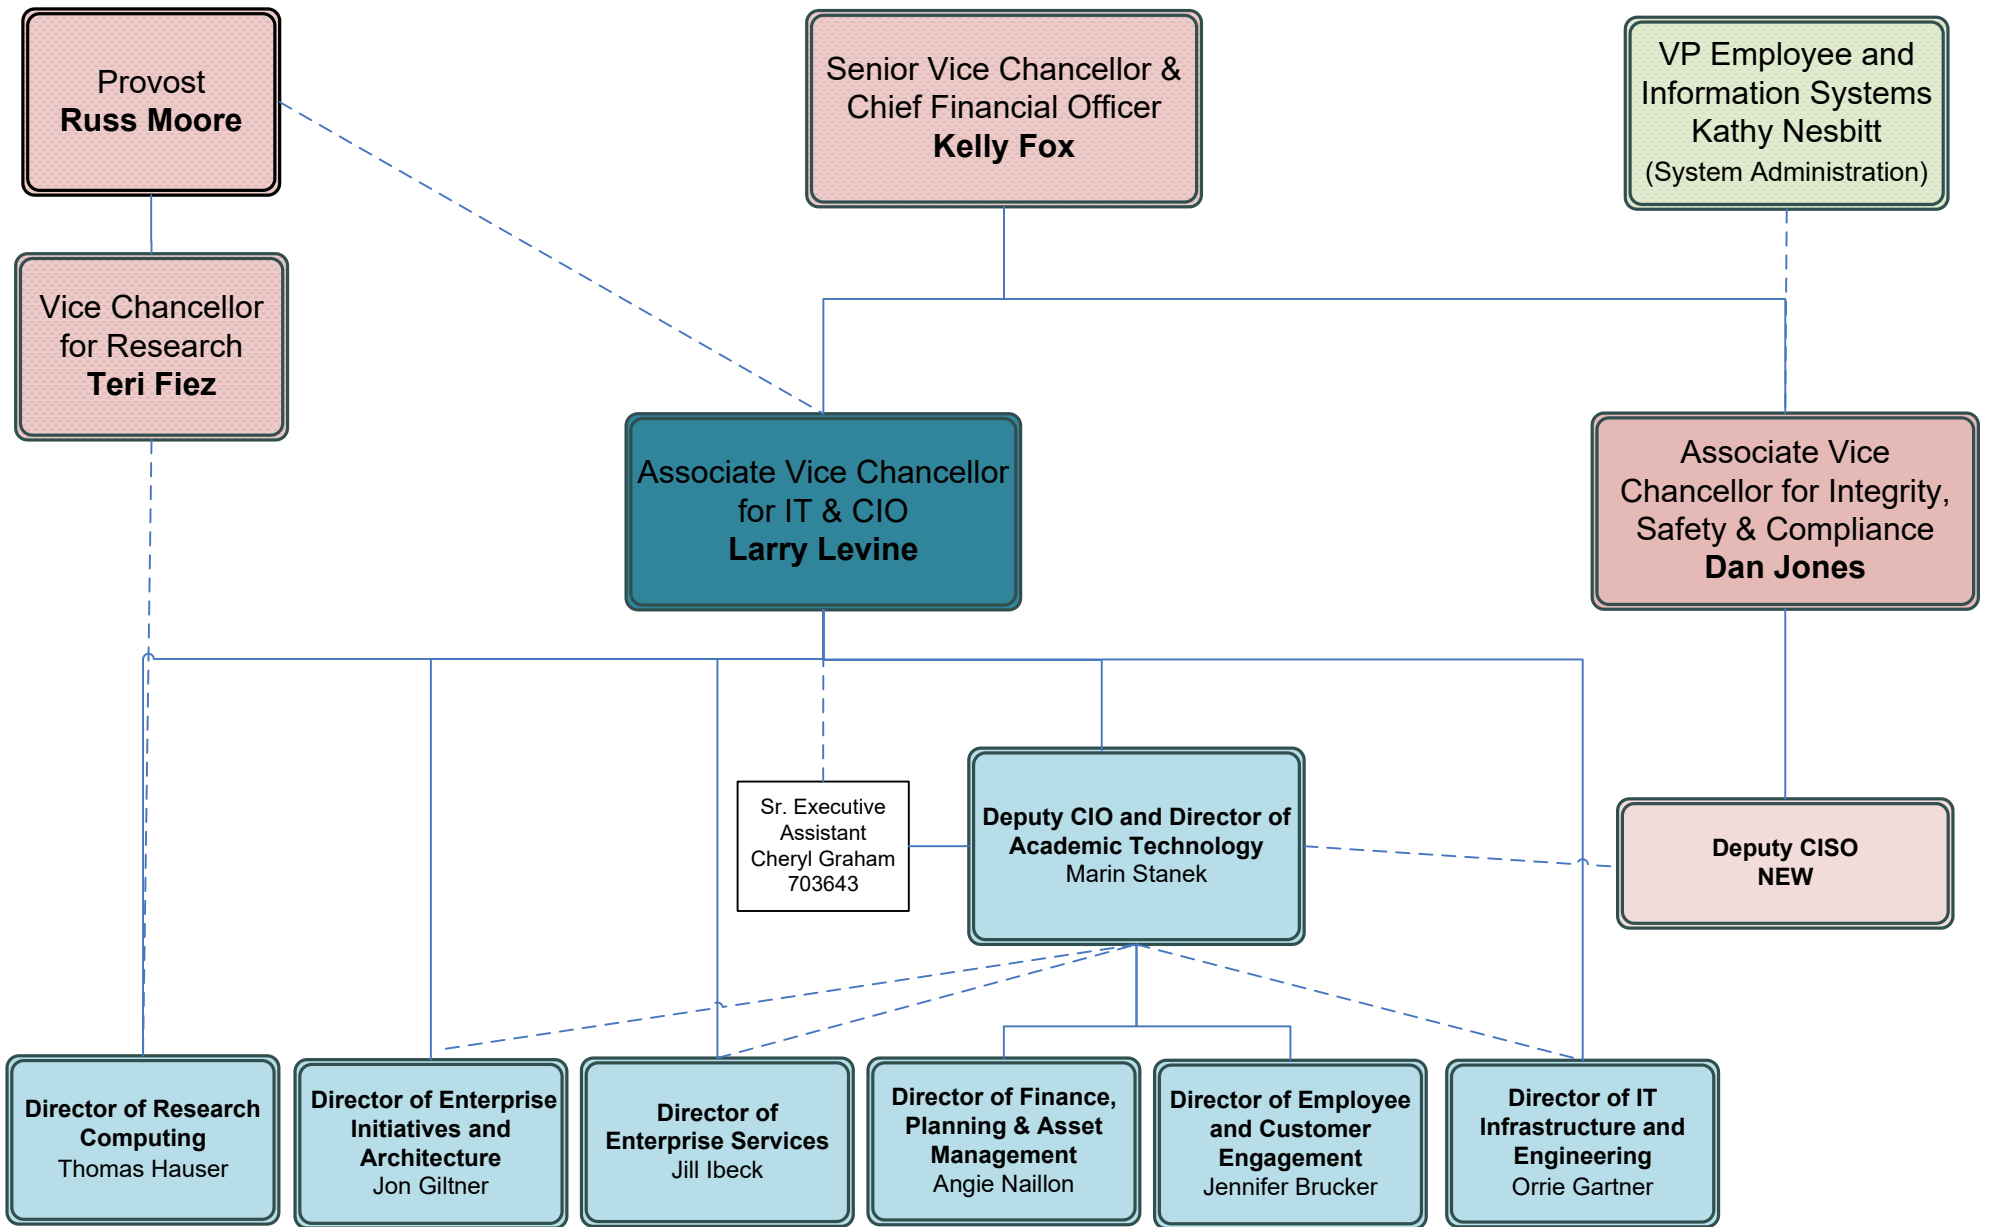 Provost
Russ Moore
Senior Vice Chancellor &
Chief Financial Officer
Kelly Fox
VP Employee and
Information Systems
Kathy Nesbitt
(System Administration)
Vice Chancellor
for Research
Teri Fiez
Associate Vice Chancellor
for IT & CIO
Larry Levine
Associate Vice
Chancellor for Integrity,
Safety & Compliance
Dan Jones
Sr. Executive
Assistant
Cheryl Graham
703643
Deputy CIO and Director of
Academic Technology
Marin Stanek
Deputy CISO
NEW
Director of Research
Computing
Thomas Hauser
Director of Enterprise
Initiatives and
Architecture
Jon Giltner
Director of
Enterprise Services
Jill Ibeck
Director of Finance,
Planning & Asset
Management
Angie Naillon
Director of Employee
and Customer
Engagement
Jennifer Brucker
Director of IT
Infrastructure and
Engineering
Orrie Gartner